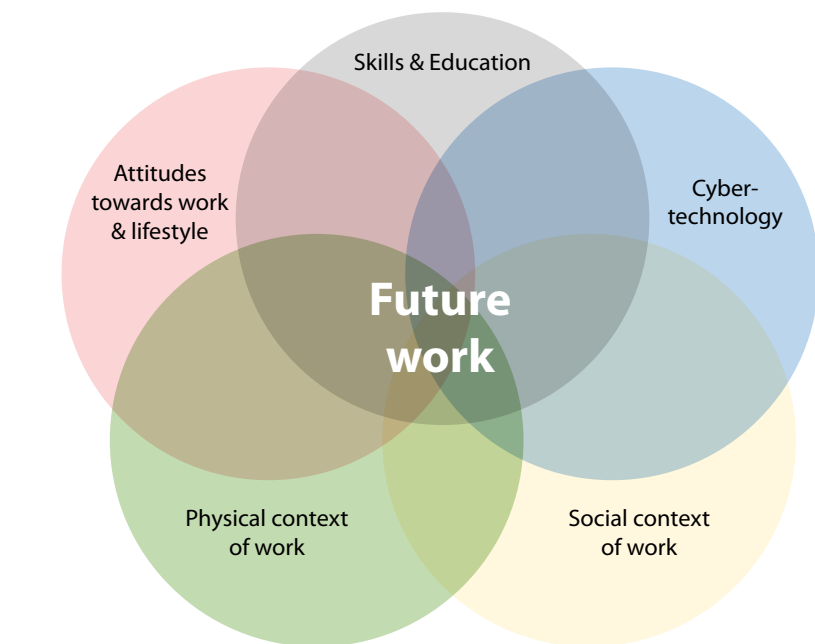 Skills & Education
Attitudes
towards work
& lifestyle
Cyber-
technology
Future
work
Physical context
of work
Social context
of work